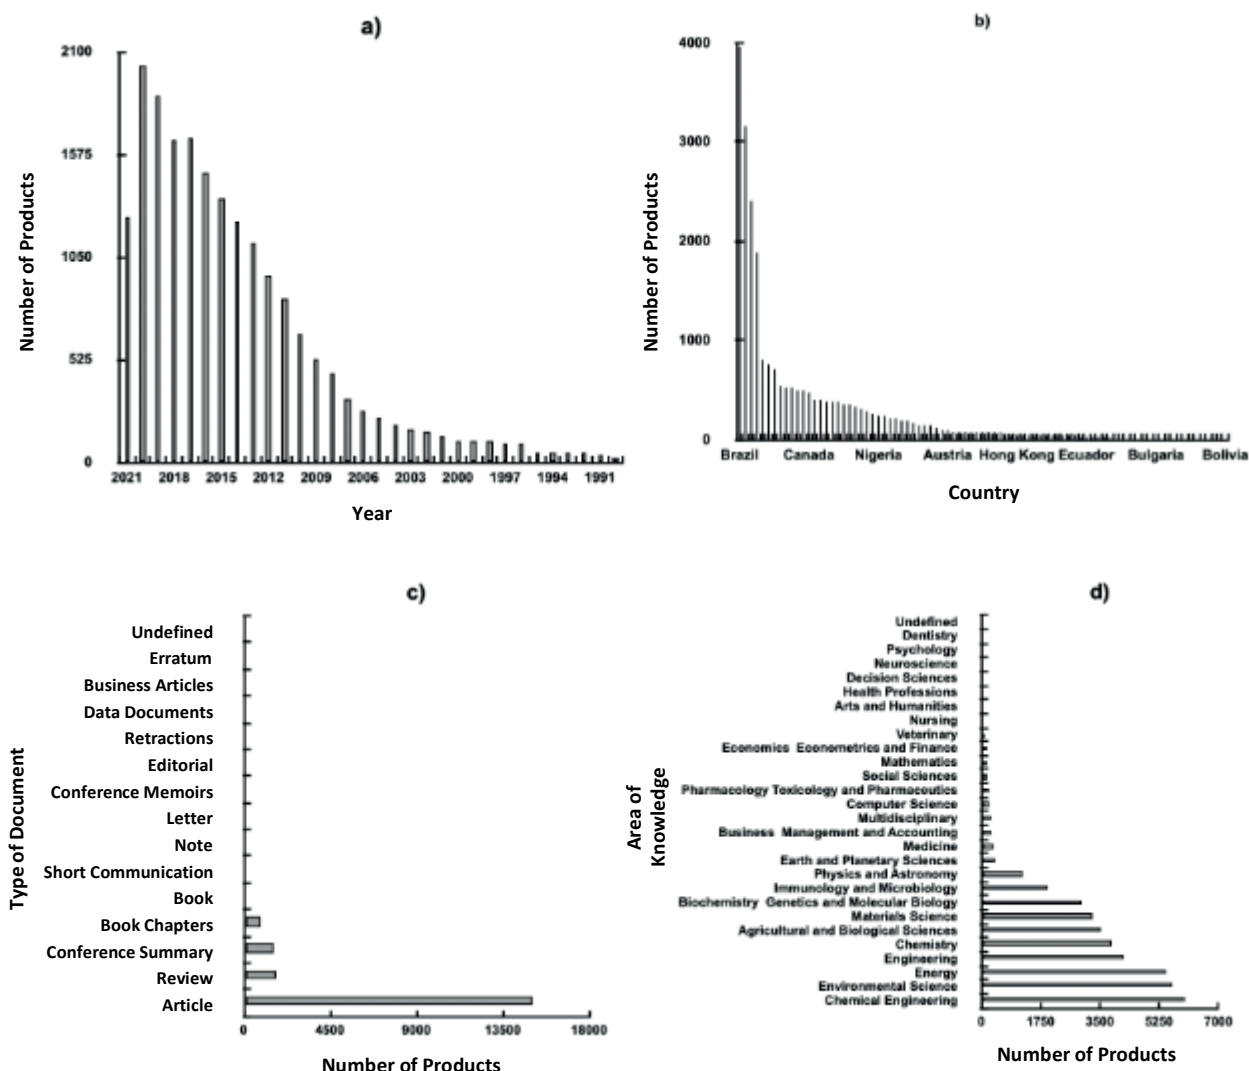 a)
2100
1575
1050
525
0
Number of Products
2021 2018 2015 2012 2009 2006 2003 2000 1997 1994 1991
Year
b)
4000
3000
2000
1000
0
Number of Products
Brazil Canada Nigeria Austria Hong Kong Ecuador Bulgaria Bolivia
Country
c)
Type of Document
Undefined
Erratum
Business Articles
Data Documents
Retractions
Editorial
Conference Memoirs
Letter
Note
Short Communication
Book
Book Chapters
Conference Summary
Review
Article
0 4500 9000 13500 18000
Number of Products
d)
Area of
Knowledge
Undefined
Dentistry
Psychology
Neuroscience
Decision Sciences
Health Professions
Arts and Humanities
Nursing
Veterinary
Economics Econometrics and Finance
Mathematics
Social Sciences
Pharmacology Toxicology and Pharmaceutics
Computer Science
Multidisciplinary
Business Management and Accounting
Medicine
Earth and Planetary Sciences
Physics and Astronomy
Immunology and Microbiology
Biochemistry Genetics and Molecular Biology
Materials Science
Agricultural and Biological Sciences
Chemistry
Engineering
Energy
Environmental Science
Chemical Engineering
0 1750 3500 5250 7000
Number of Products